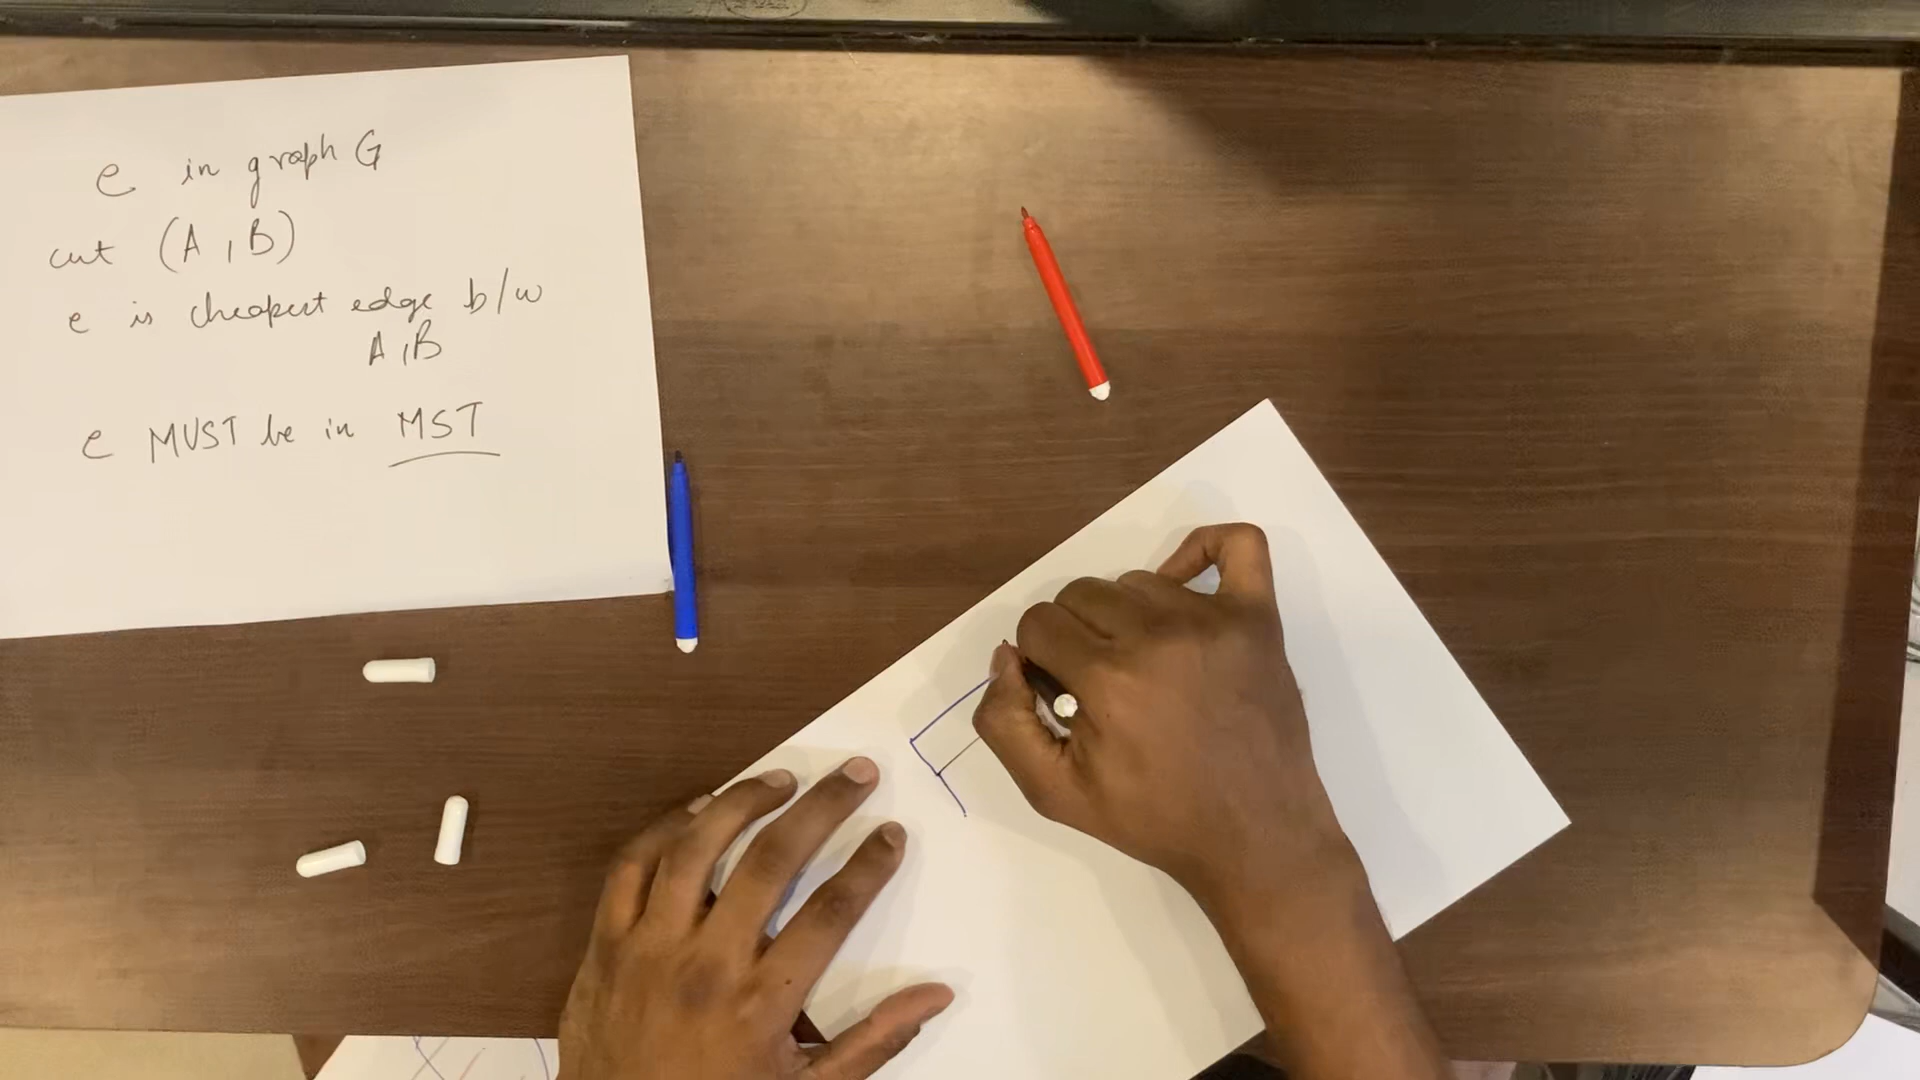 e in graph G
cut (A, B)
e is cheapest edge b/w
A, B
e MUST be in MST